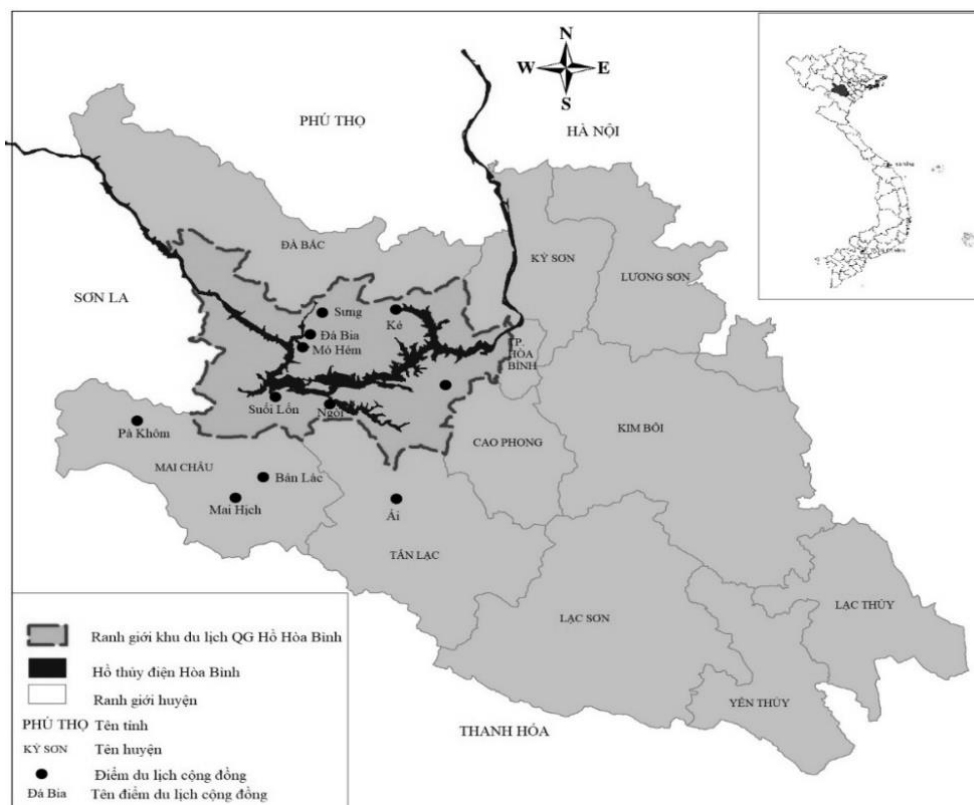 N
W E
S
PHÚ THỌ
HÀ NỘI
ĐÀ BẮC
KỲ SƠN
LƯƠNG SƠN
SƠN LA
Sưng
Ké
Đá Bia
Mó Hém
TP.
HÒA
BÌNH
Suối Lốn
Ngòi
Pà Khôm
CAO PHONG
KIM BÔI
MAI CHÂU
Bản Lác
Mai Hịch
Ải
TÂN LẠC
LẠC SƠN
LẠC THỦY
YÊN THỦY
THANH HÓA
Ranh giới khu du lịch QG Hồ Hòa Bình
Hồ thủy điện Hòa Bình
Ranh giới huyện
PHÚ THỌ Tên tỉnh
KỲ SƠN Tên huyện
Điểm du lịch cộng đồng
Đá Bia Tên điểm du lịch cộng đồng